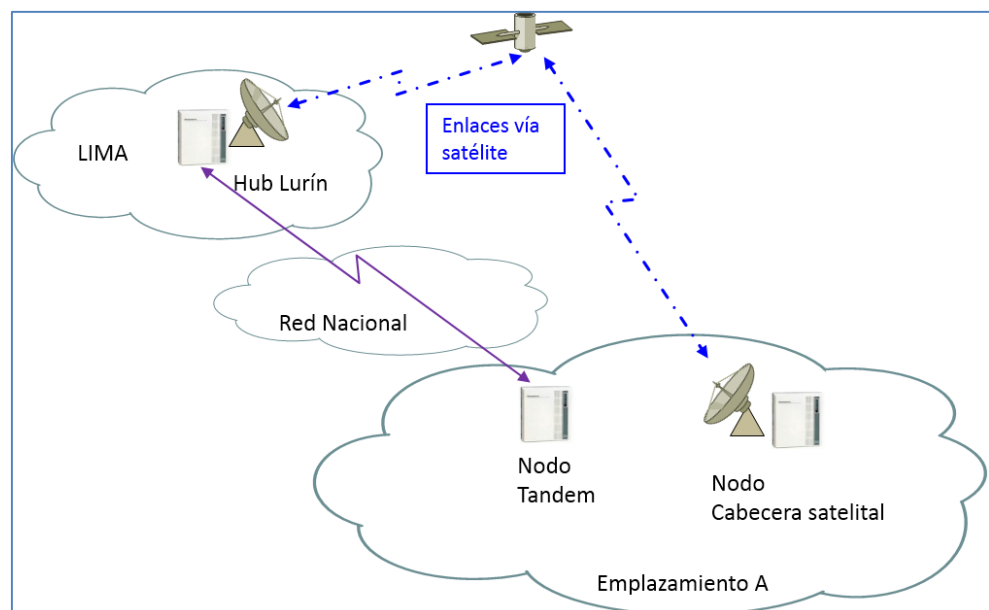 Enlaces vía
satélite
LIMA
Hub Lurín
Red Nacional
Nodo
Tandem
Nodo
Cabecera satelital
Emplazamiento A